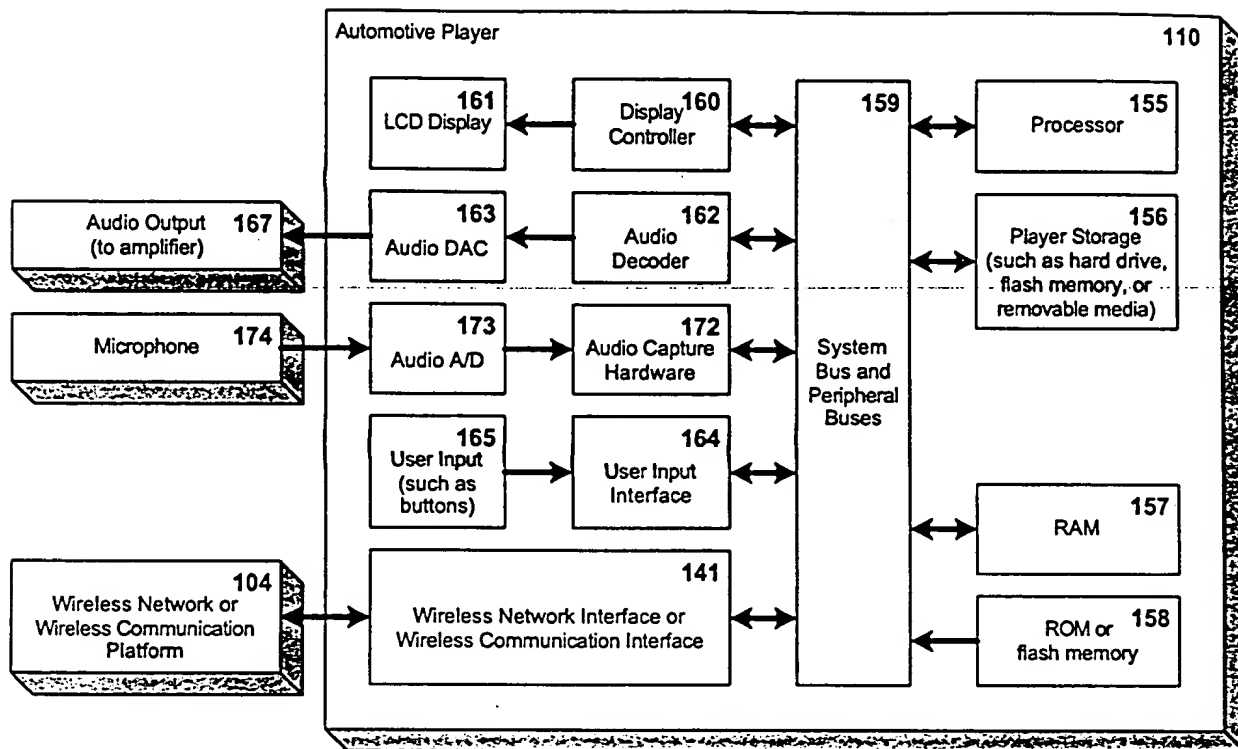 Automotive Player
110
161
LCD Display
160
Display
Controller
159
System
Bus and
Peripheral
Buses
155
Processor
Audio Output
(to amplifier)
167
163
Audio DAC
162
Audio
Decoder
156
Player Storage
(such as hard drive,
flash memory, or
removable media)
Microphone
174
173
Audio A/D
172
Audio Capture
Hardware
165
User Input
(such as
buttons)
164
User Input
Interface
157
RAM
104
Wireless Network or
Wireless Communication
Platform
141
Wireless Network Interface or
Wireless Communication Interface
158
ROM or
flash memory